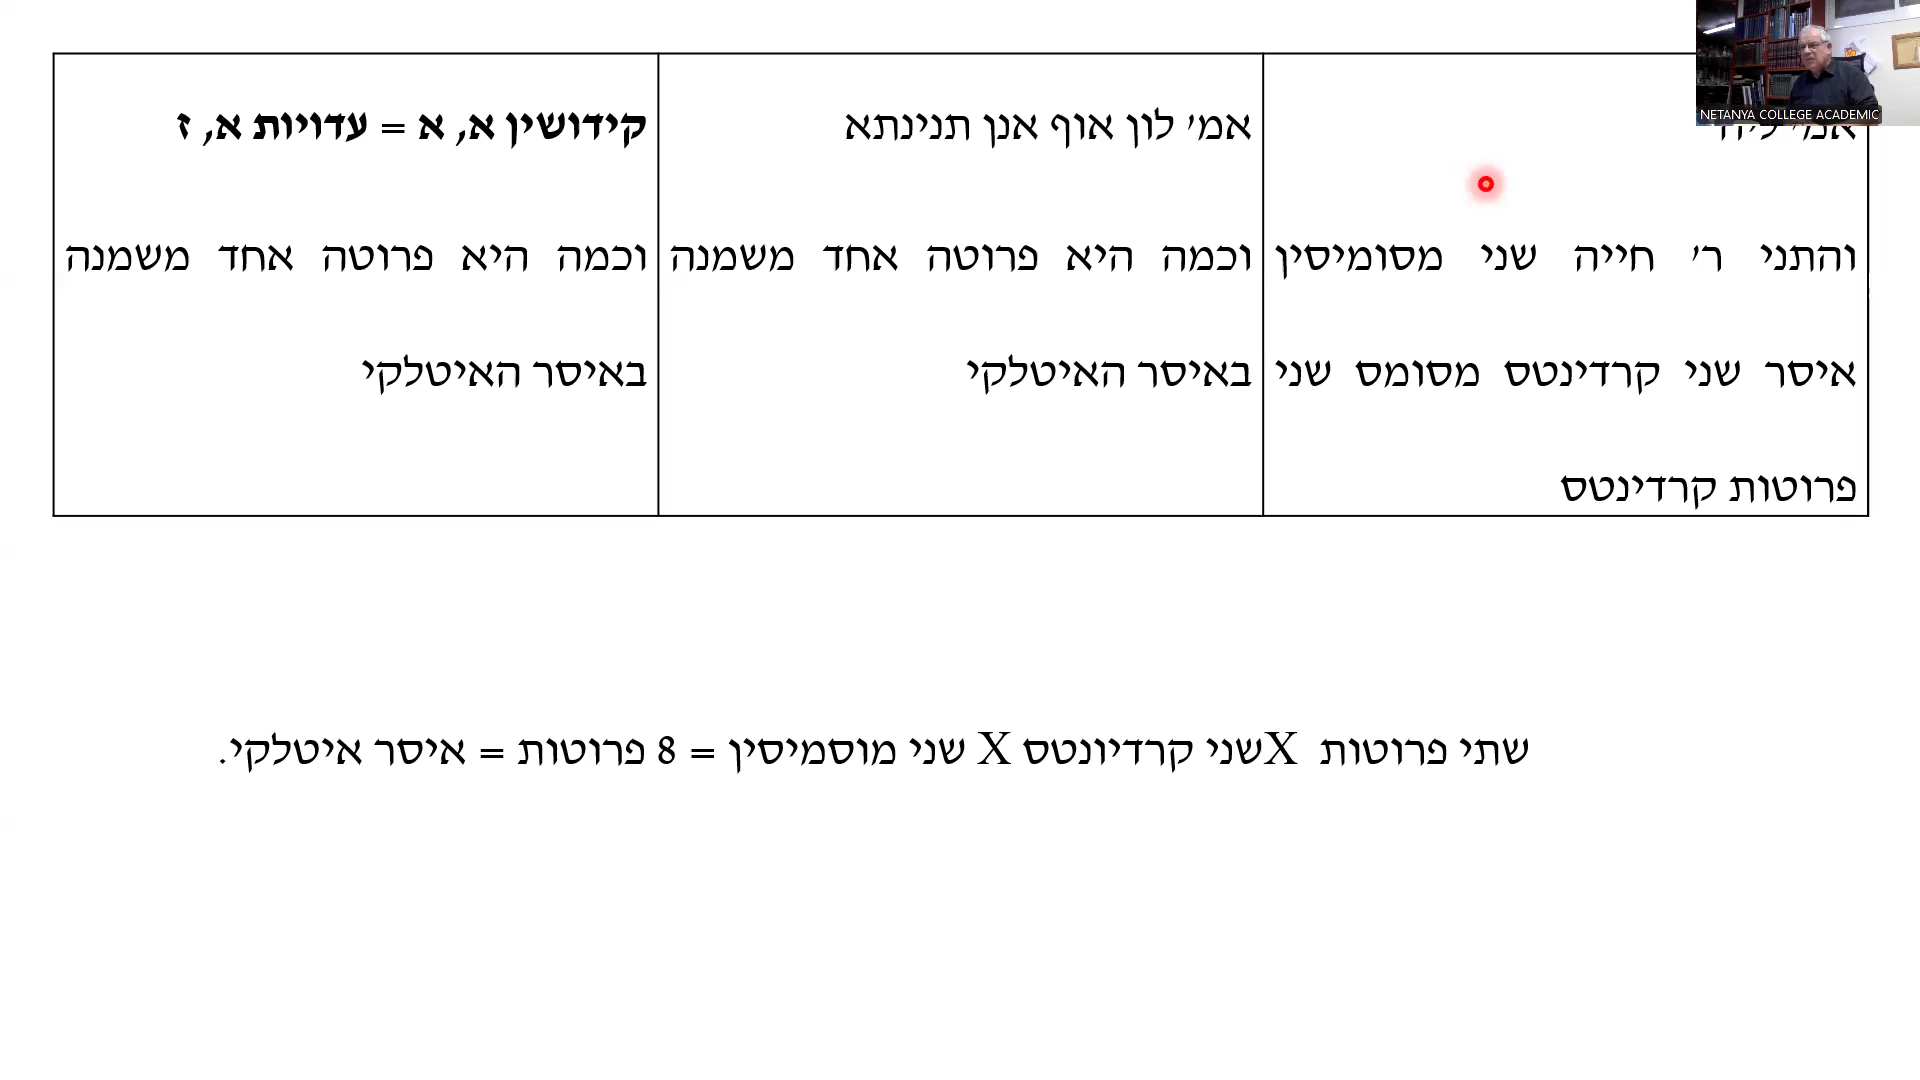 NETANYA COLLEGE ACADEMIC
והתני ר' חייה שני מסומיסין
איסר שני קרדינטס מסומס שני
פרוטות קרדינטס
אמ' לון אוף אנן תנינתא
וכמה היא פרוטה אחד משמנה
באיסר האיטלקי
קידושין א, א = עדויות א, ז
וכמה היא פרוטה אחד משמנה
באיסר האיטלקי
שתי פרוטות Xשני קרדיונטס X שני מוסמיסין = 8 פרוטות = איסר איטלקי.